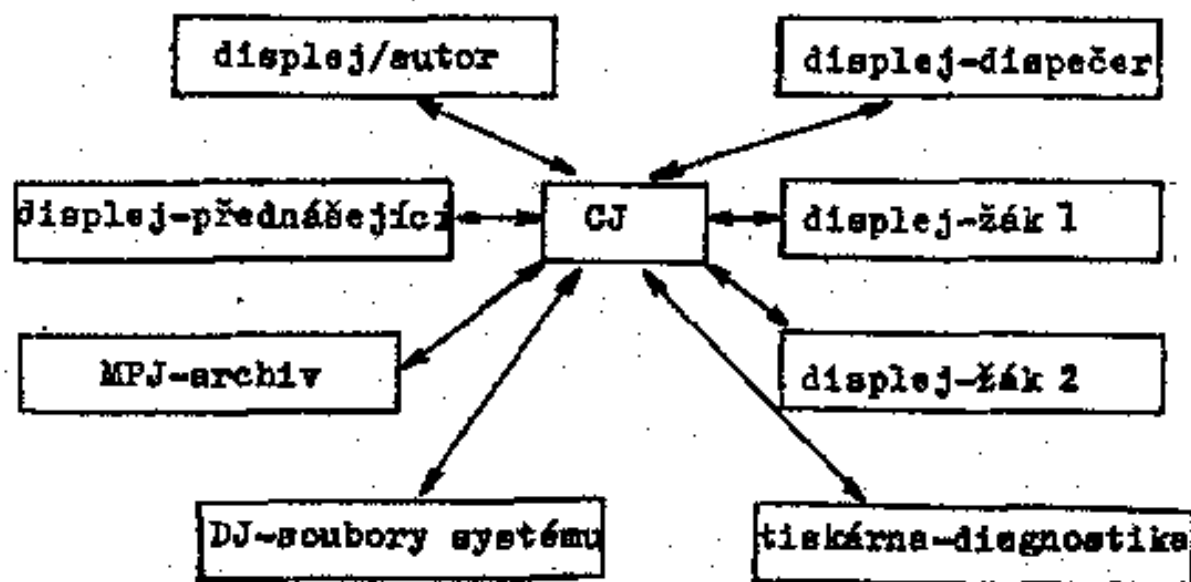 displej/autor
displej-dispečer
displej-přednášející
CJ
displej-žák 1
MPJ-archiv
displej-žák 2
DJ-soubory systému
tiskárna-diagnostika